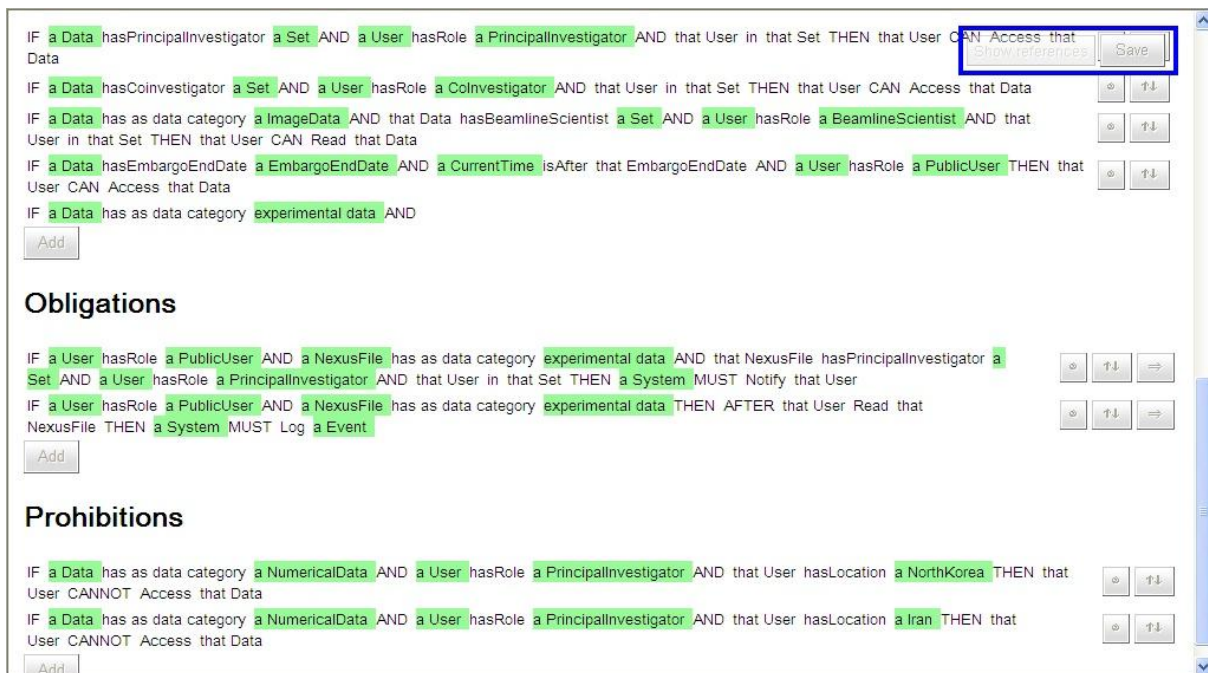 IF a Data hasPrincipalInvestigator a Set AND a User hasRole a PrincipalInvestigator AND that User in that Set THEN that User CAN Access that
Data
Show references
Save
IF a Data hasCoinvestigator a Set AND a User hasRole a CoInvestigator AND that User in that Set THEN that User CAN Access that Data
IF a Data has as data category a ImageData AND that Data hasBeamlineScientist a Set AND a User hasRole a BeamlineScientist AND that
User in that Set THEN that User CAN Read that Data
IF a Data hasEmbargoEndDate a EmbargoEndDate AND a CurrentTime isAfter that EmbargoEndDate AND a User hasRole a PublicUser THEN that
User CAN Access that Data
IF a Data has as data category experimental data AND
Add
Obligations
IF a User hasRole a PublicUser AND a NexusFile has as data category experimental data AND that NexusFile hasPrincipalInvestigator a
Set AND a User hasRole a PrincipalInvestigator AND that User in that Set THEN a System MUST Notify that User
IF a User hasRole a PublicUser AND a NexusFile has as data category experimental data THEN AFTER that User Read that
NexusFile THEN a System MUST Log a Event
Add
Prohibitions
IF a Data has as data category a NumericalData AND a User hasRole a PrincipalInvestigator AND that User hasLocation a NorthKorea THEN that
User CANNOT Access that Data
IF a Data has as data category a NumericalData AND a User hasRole a PrincipalInvestigator AND that User hasLocation a Iran THEN that
User CANNOT Access that Data
Add